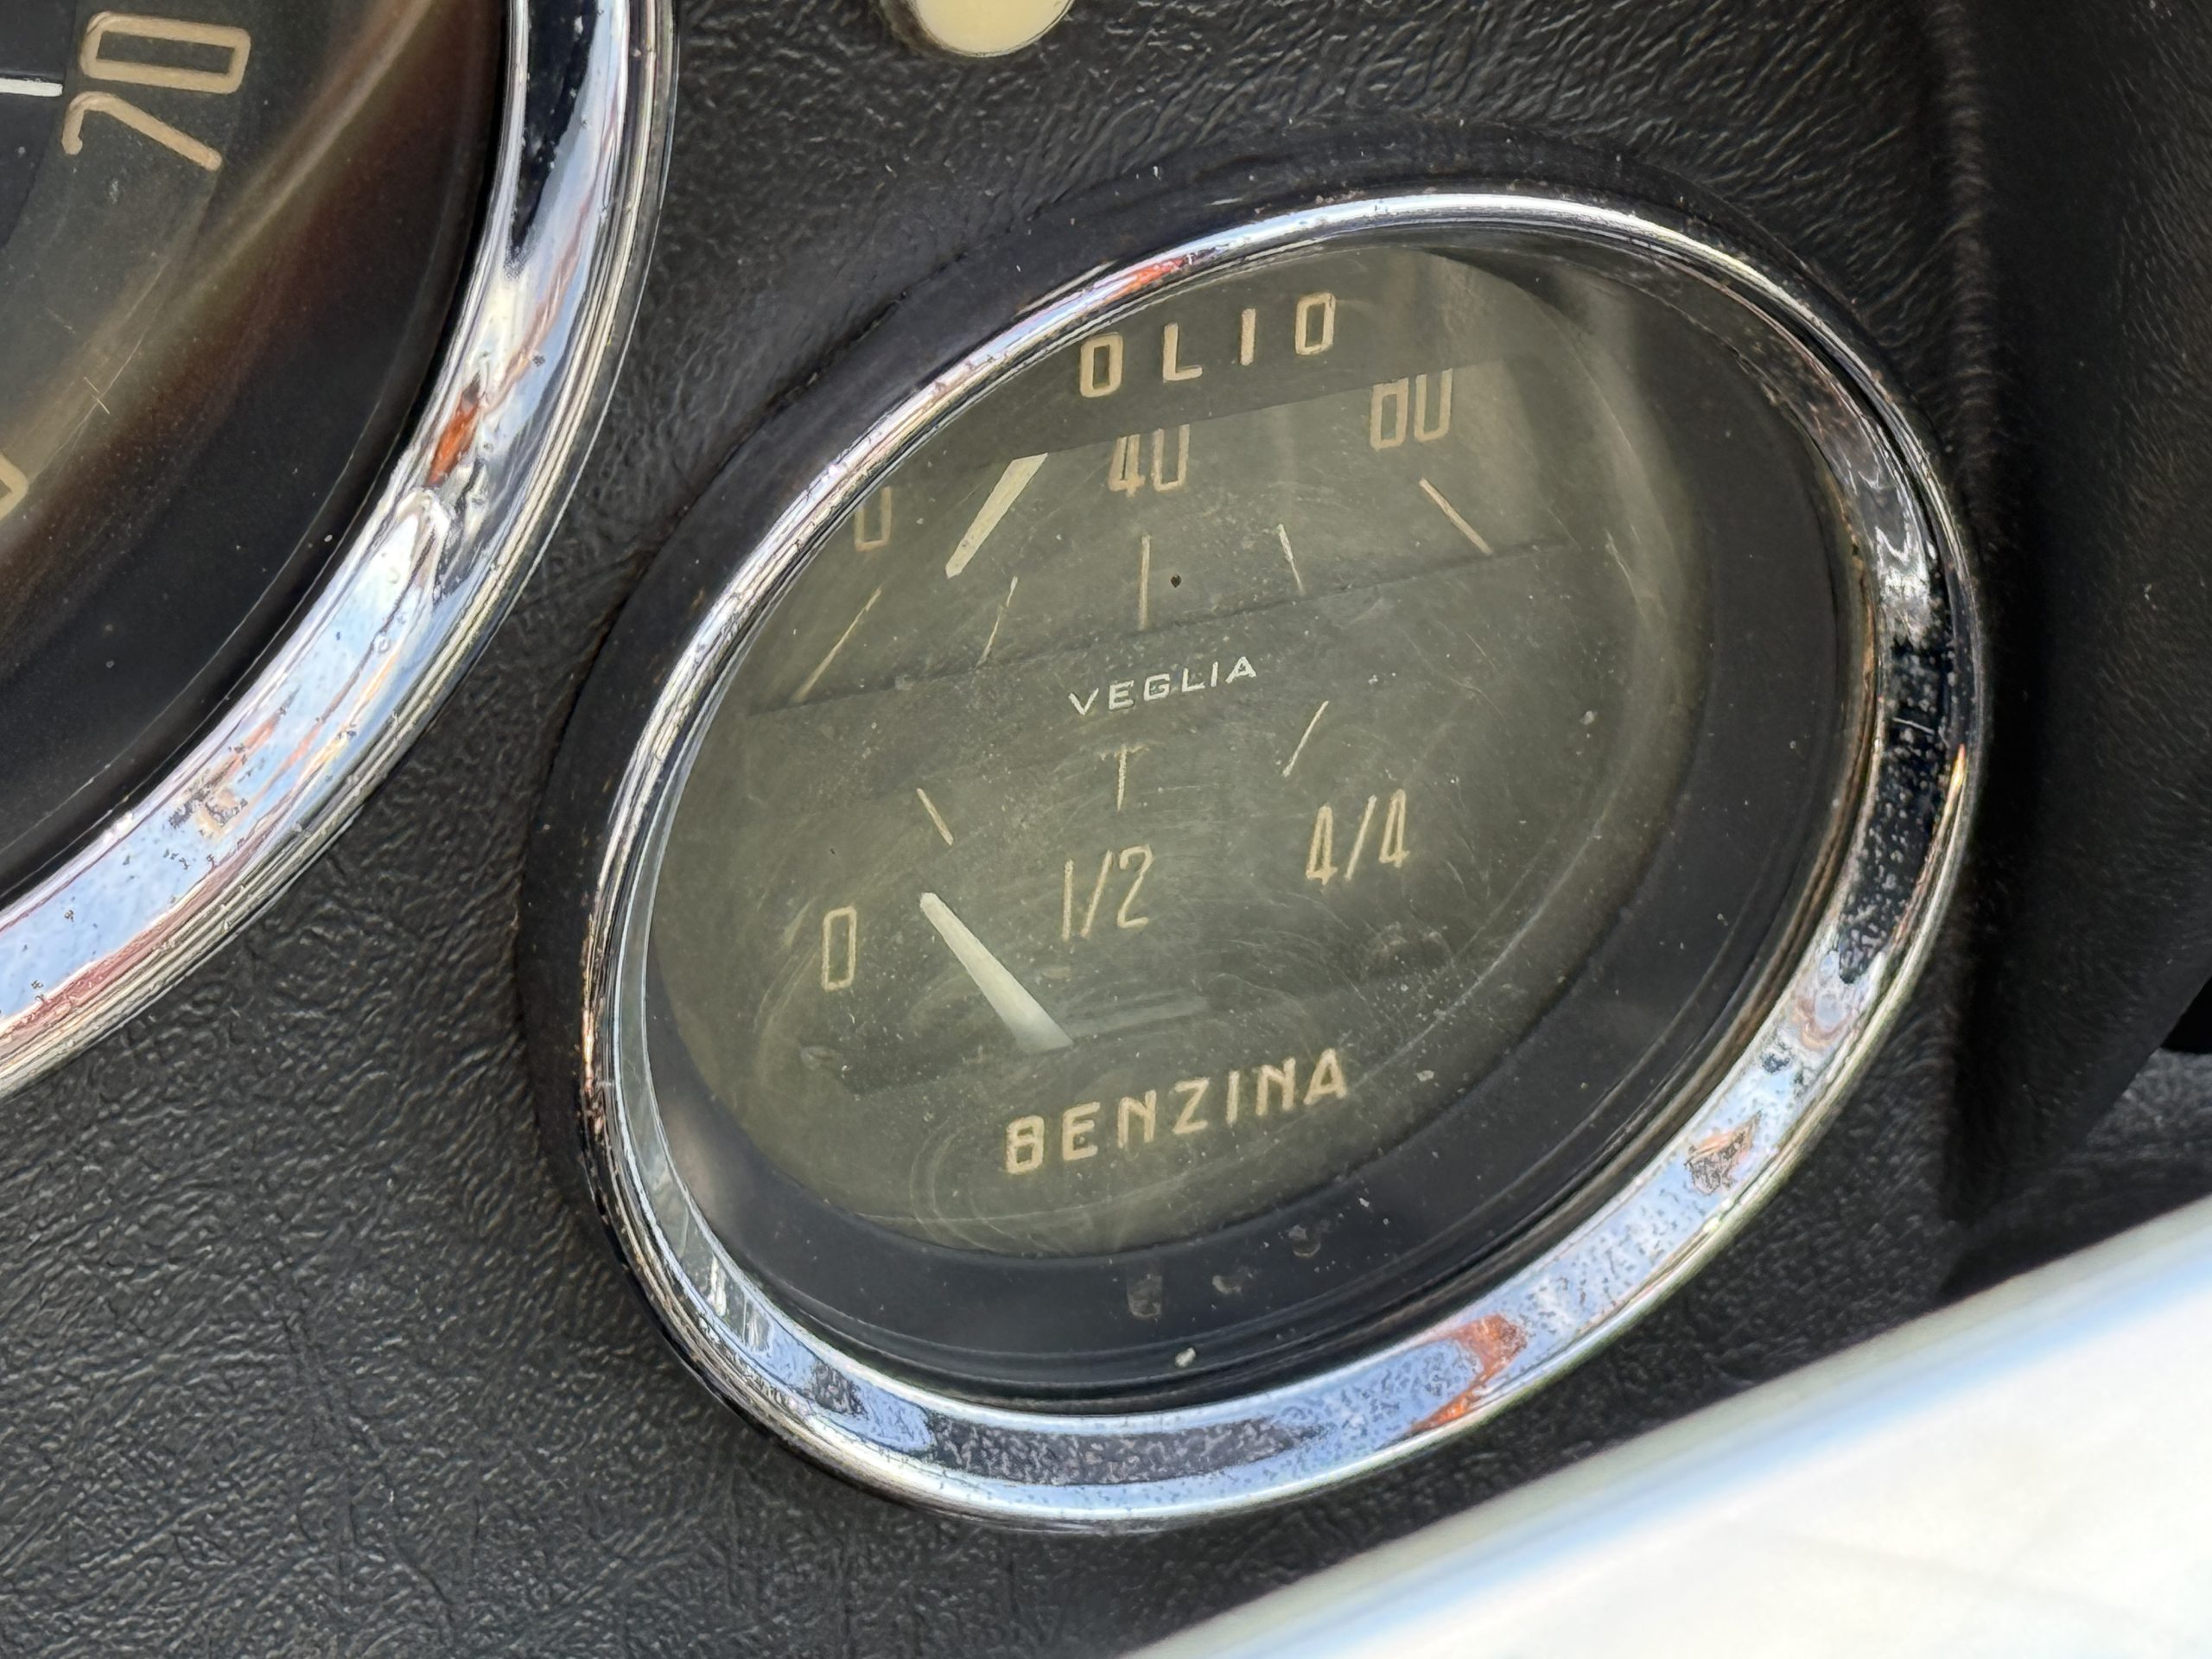 70
OLIO
0 40 80
VEGLIA
0 1/2 4/4
BENZINA